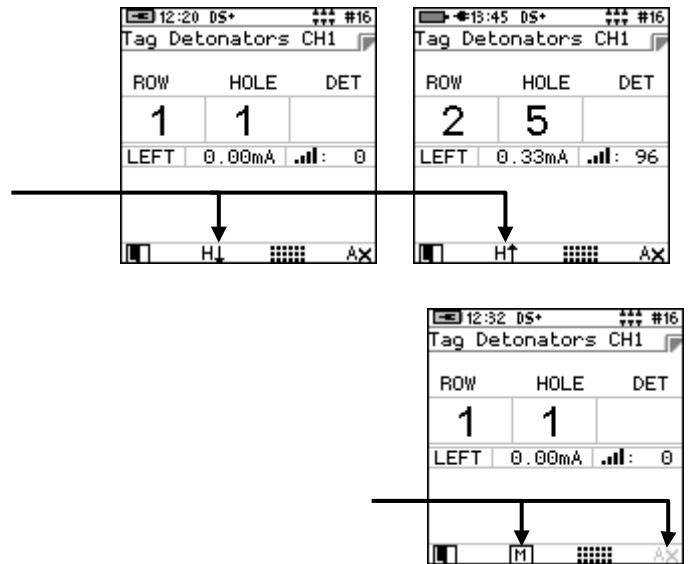 12:20 DS+ #16
Tag Detonators CH1
ROW HOLE DET
1 1
LEFT 0.00mA : 0
H↓ A×
13:45 DS+ #16
Tag Detonators CH1
ROW HOLE DET
2 5
LEFT 0.33mA : 96
H↑ A×
12:32 DS+ #16
Tag Detonators CH1
ROW HOLE DET
1 1
LEFT 0.00mA : 0
M A×